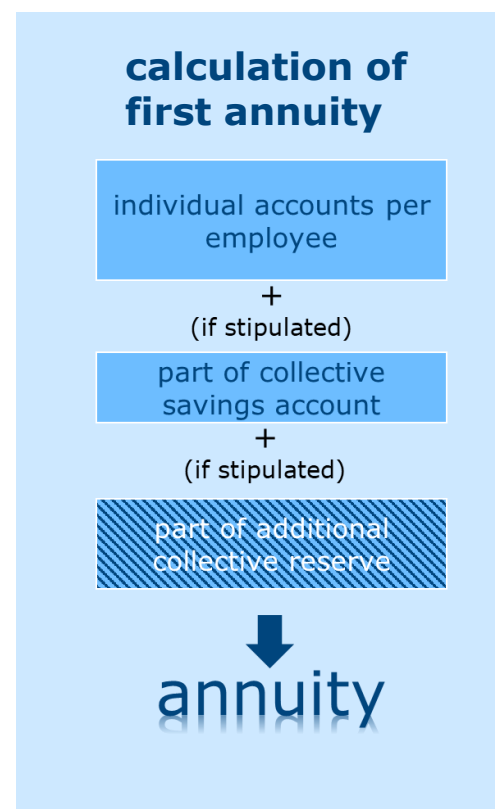 calculation of
first annuity
individual accounts per
employee
+
(if stipulated)
part of collective
savings account
+
(if stipulated)
part of additional
collective reserve
annuity